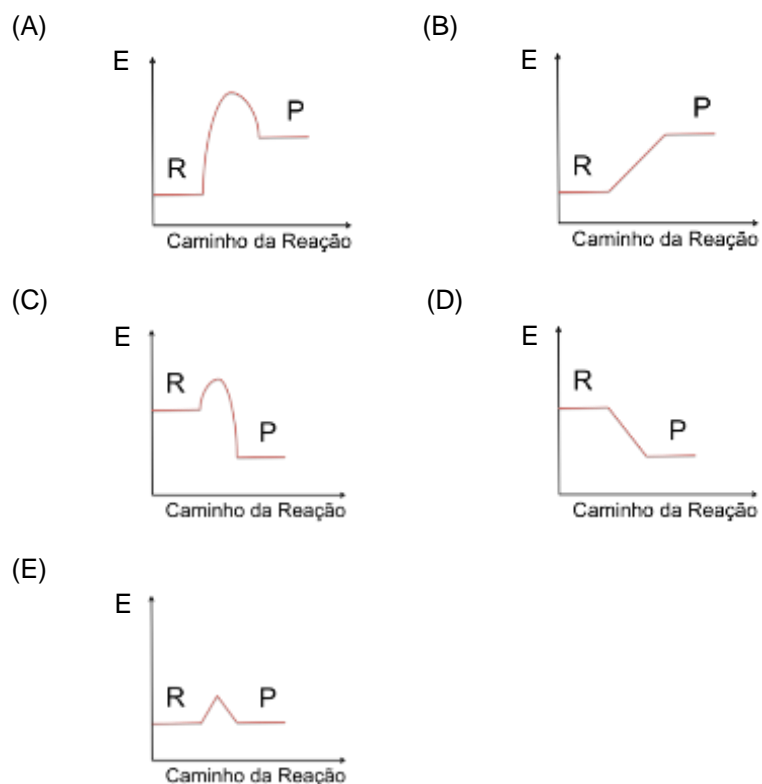 (A)
E
P
R
Caminho da Reação
(B)
E
P
R
Caminho da Reação
(C)
E
R
P
Caminho da Reação
(D)
E
R
P
Caminho da Reação
(E)
E
R P
Caminho da Reação